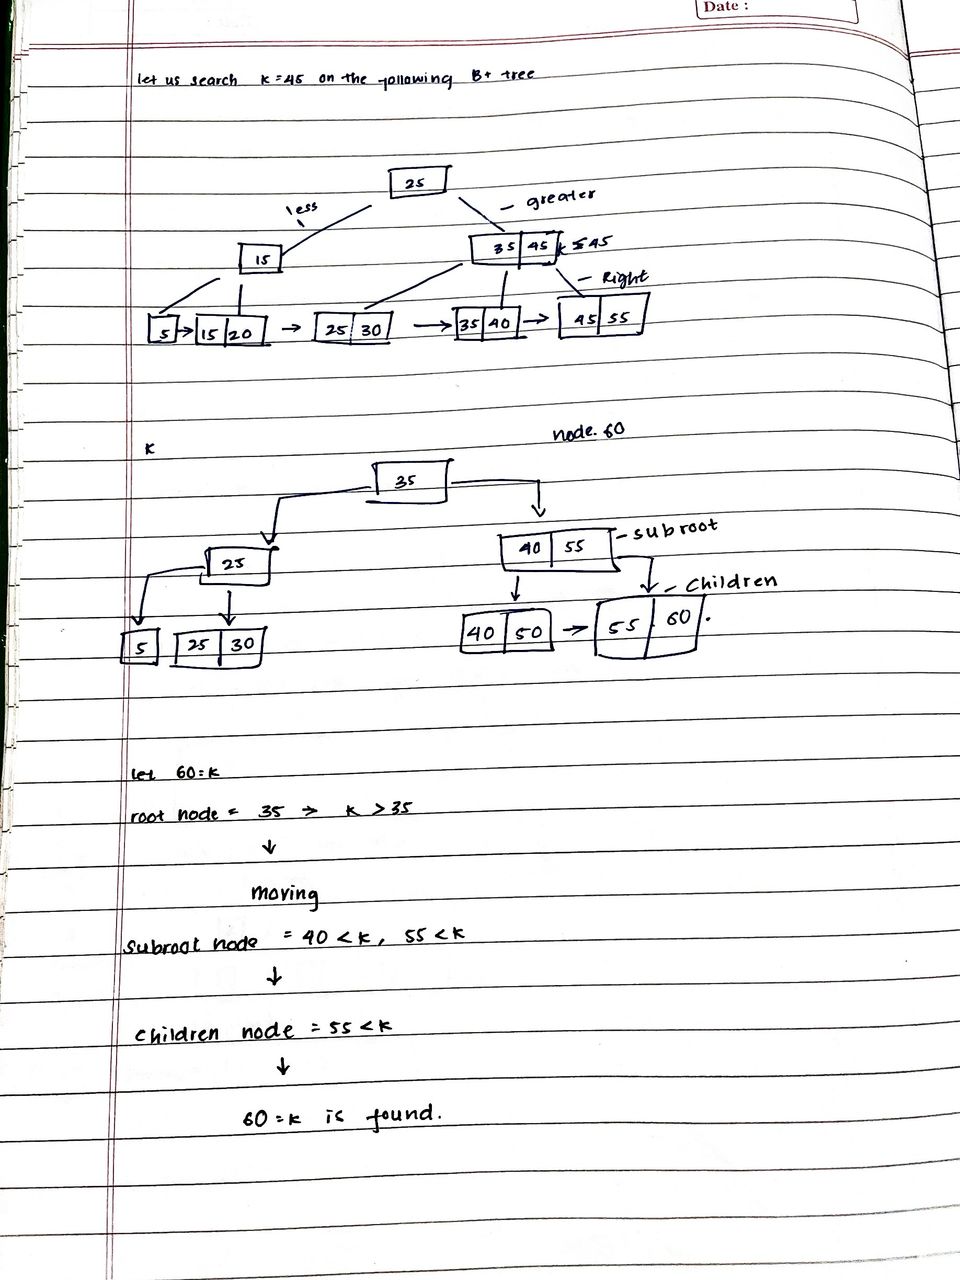 Date :
let us search k = 45 on the following B+ tree
25
less – greater
15 35 45 k ≤ 45
– Right
5 → 15 20 → 25 30 → 35 40 → 45 55
k node. 60
35
25 40 55 – subroot
– Children
5 25 30 40 50 → 55 60 .
let 60 = k
root node = 35 → k > 35
↓
moving
subroot node = 40 < k, 55 < k
↓
children node = 55 < k
↓
60 = k is found.